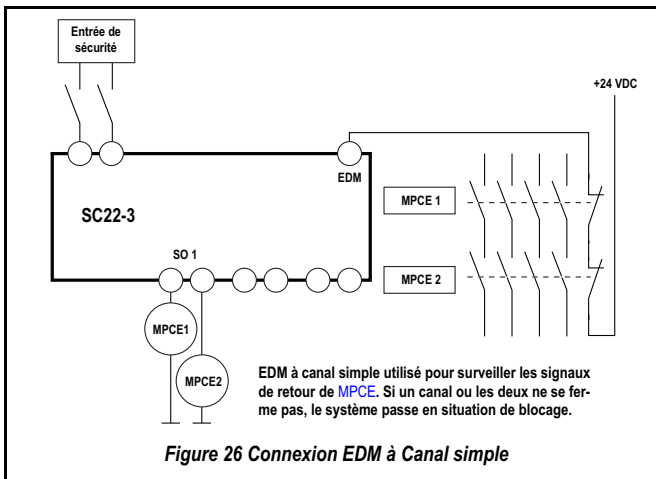 Entrée de
sécurité
+24 VDC
EDM
SC22-3
MPCE 1
SO 1
MPCE 2
MPCE1
MPCE2
EDM à canal simple utilisé pour surveiller les signaux
de retour de MPCE. Si un canal ou les deux ne se fer-
me pas, le système passe en situation de blocage.
Figure 26 Connexion EDM à Canal simple